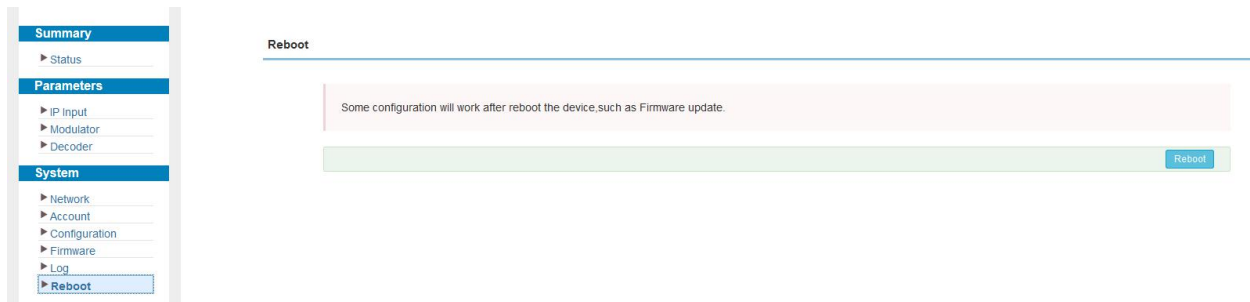 Summary
Status
Parameters
IP Input
Modulator
Decoder
System
Network
Account
Configuration
Firmware
Log
Reboot
Reboot
Some configuration will work after reboot the device,such as Firmware update.
Reboot